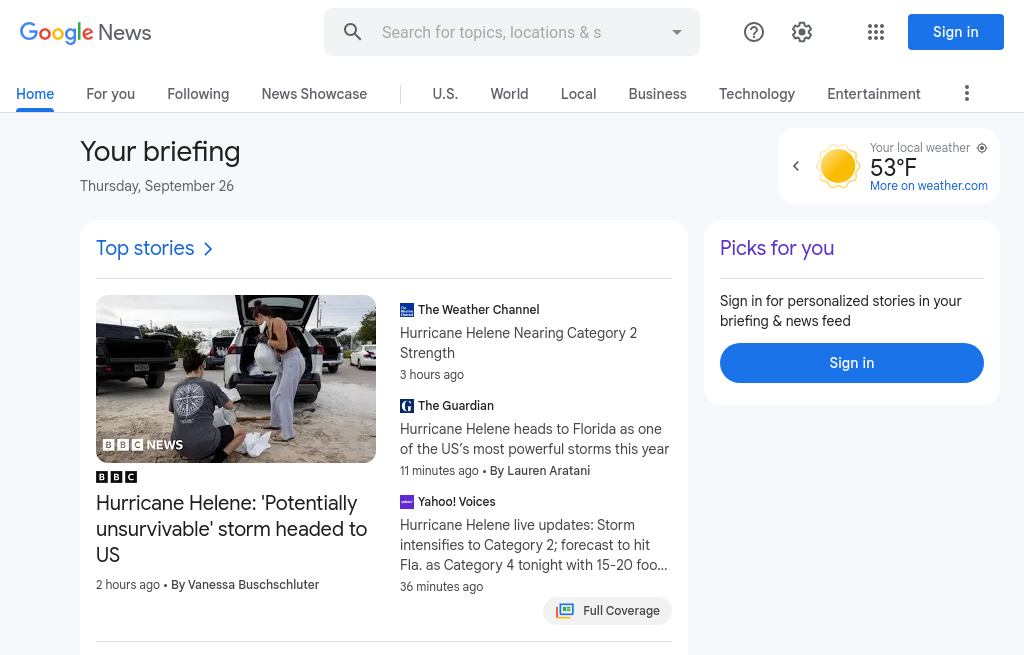 Google News
Search for topics, locations & s
Sign in
Home
For you
Following
News Showcase
U.S.
World
Local
Business
Technology
Entertainment
Your briefing
Thursday, September 26
Your local weather
53°F
More on weather.com
Top stories
BBC NEWS
BBC
Hurricane Helene: 'Potentially
unsurvivable' storm headed to
US
2 hours ago • By Vanessa Buschschluter
The Weather Channel
Hurricane Helene Nearing Category 2
Strength
3 hours ago
The Guardian
Hurricane Helene heads to Florida as one
of the US’s most powerful storms this year
11 minutes ago • By Lauren Aratani
Yahoo! Voices
Hurricane Helene live updates: Storm
intensifies to Category 2; forecast to hit
Fla. as Category 4 tonight with 15-20 foo...
36 minutes ago
Full Coverage
Picks for you
Sign in for personalized stories in your
briefing & news feed
Sign in